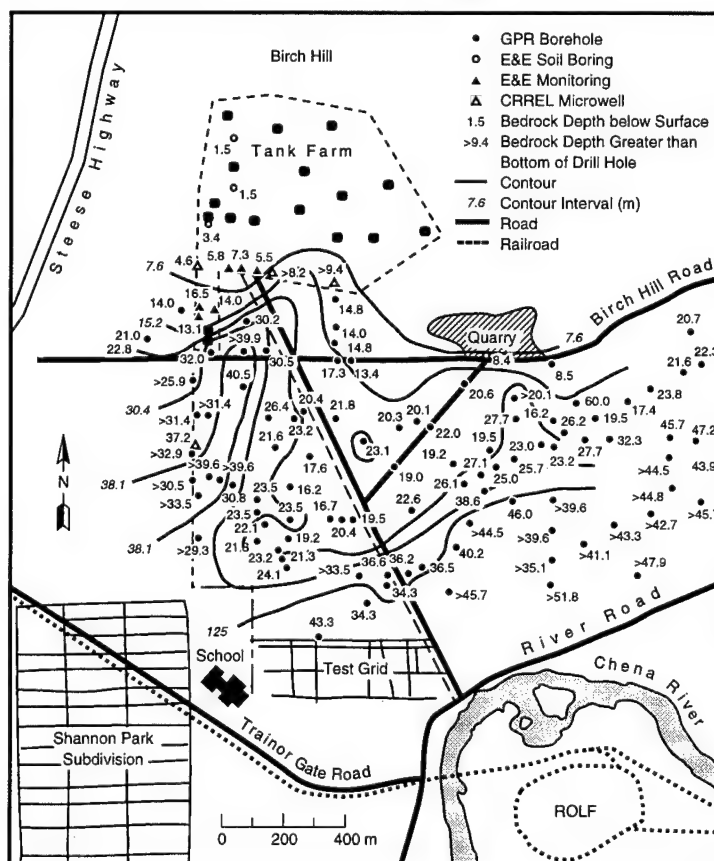 Birch Hill
Steese Highway
GPR Borehole
E&E Soil Boring
E&E Monitoring
CRREL Microwell
1.5 Bedrock Depth below Surface
>9.4 Bedrock Depth Greater than
Bottom of Drill Hole
Contour
7.6 Contour Interval (m)
Road
Railroad
1.5
Tank Farm
1.5
3.4
4.6 5.8 7.3 5.5
7.6 >8.2 >9.4
16.5
14.0 14.0 14.8
15.2 13.1 30.2
21.0 >39.9 14.0
22.8 14.8
Quarry
7.6
Birch Hill Road
20.7
32.0 30.5 17.3 13.4 8.4 8.5 22.3
21.6
>25.9 40.5 20.6 >20.1 60.0 23.8
30.4 >31.4 >31.4 26.4 20.4 21.8 20.3 20.1 27.7 16.2 26.2 19.5 17.4
37.2 23.2 22.0 45.7 47.2
>32.9 21.6 23.1 19.5 23.0 23.2 27.7 32.3
38.1 >39.6 >39.6 17.6 19.0 19.2 27.1 25.7 >44.5 43.9
>30.5 30.8 23.5 16.2 26.1 25.0
>33.5 23.5 23.5 16.7 22.6 38.6 46.0 >39.6 >44.8 >45.7
38.1 22.1 20.4 19.5 >44.5 >42.7
>29.3 21.3 19.2 >39.6 >43.3
23.2 21.3 36.6 36.2 40.2 >41.1
24.1 >33.5 36.5 >35.1 >47.9
34.3 >45.7 >51.8
34.3
125 43.3
N
School
Test Grid
River Road
Chena River
Shannon Park
Subdivision
Trainor Gate Road
ROLF
0 200 400 m